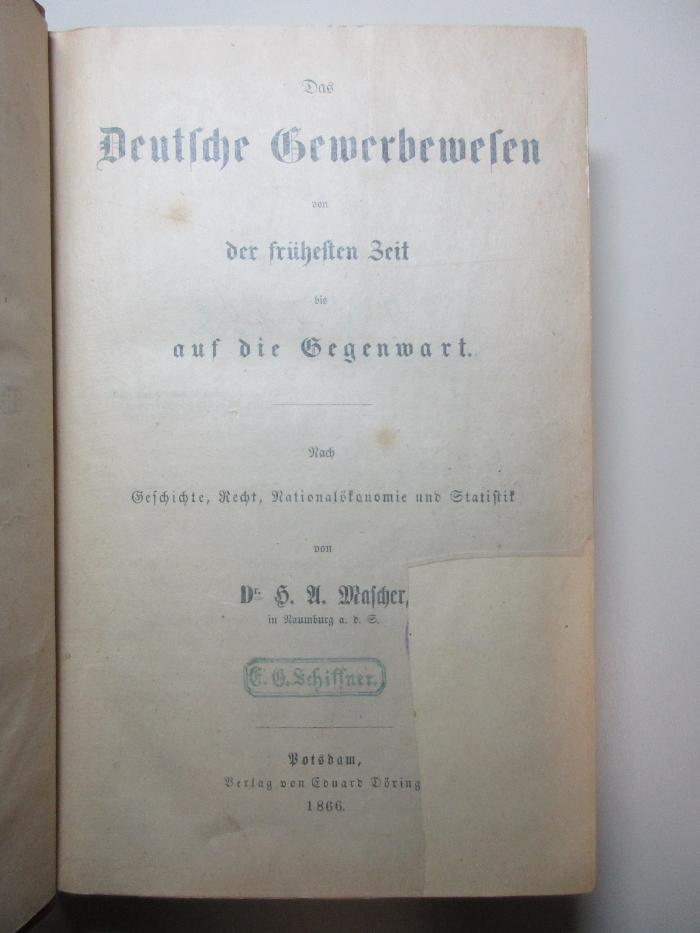 Das
Deutſche Gewerbeweſen
von
der früheſten Zeit
bis
auf die Gegenwart.
Nach
Geſchichte, Recht, Nationalökonomie und Statiſtik
von
Dr. H. A. Maſcher,
in Naumburg a. d. S.
E. G. Schiffner.
Potsdam,
Verlag von Eduard Döring
1866.